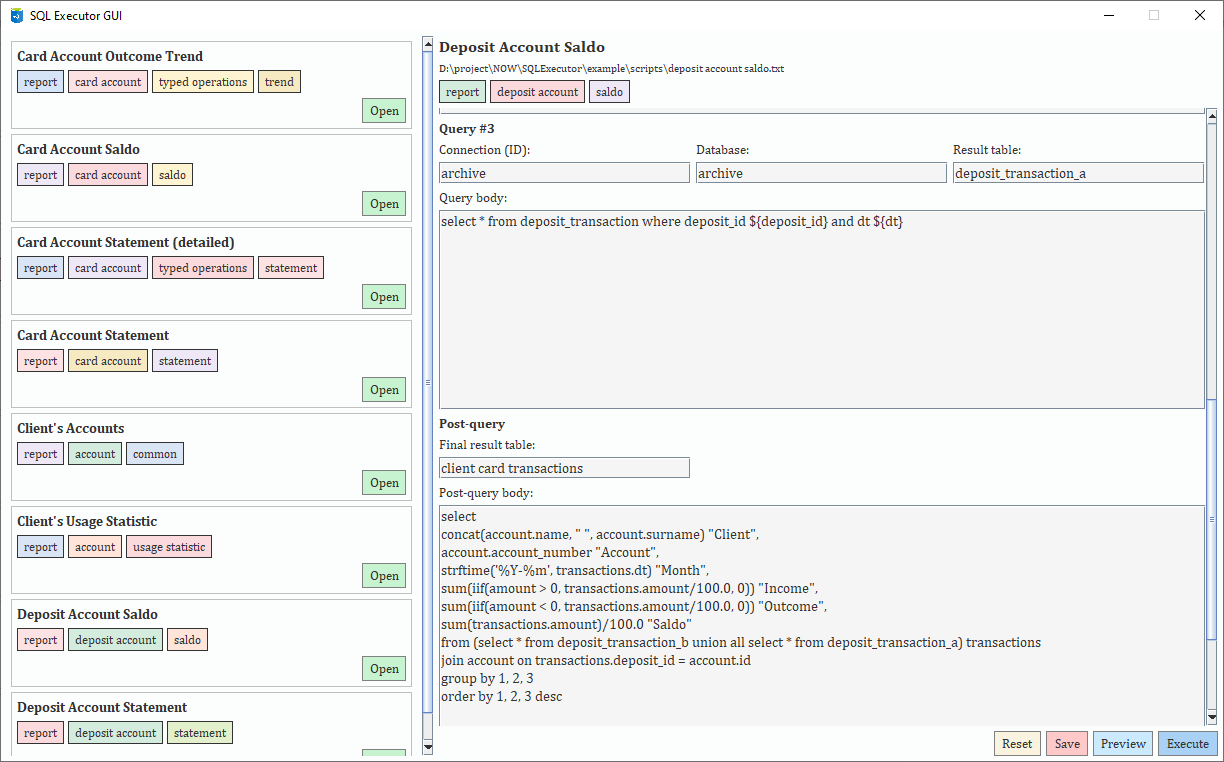 SQL Executor GUI
Card Account Outcome Trend
report card account typed operations trend
Open
Card Account Saldo
report card account saldo
Open
Card Account Statement (detailed)
report card account typed operations statement
Open
Card Account Statement
report card account statement
Open
Client's Accounts
report account common
Open
Client's Usage Statistic
report account usage statistic
Open
Deposit Account Saldo
report deposit account saldo
Open
Deposit Account Statement
report deposit account statement
Deposit Account Saldo
D:\project\NOW\SQLExecutor\example\scripts\deposit account saldo.txt
report deposit account saldo
Query #3
Connection (ID): Database: Result table:
archive archive deposit_transaction_a
Query body:
select * from deposit_transaction where deposit_id ${deposit_id} and dt ${dt}
Post-query
Final result table:
client card transactions
Post-query body:
select
concat(account.name, " ", account.surname) "Client",
account.account_number "Account",
strftime('%Y-%m', transactions.dt) "Month",
sum(iif(amount > 0, transactions.amount/100.0, 0)) "Income",
sum(iif(amount < 0, transactions.amount/100.0, 0)) "Outcome",
sum(transactions.amount)/100.0 "Saldo"
from (select * from deposit_transaction_b union all select * from deposit_transaction_a) transactions
join account on transactions.deposit_id = account.id
group by 1, 2, 3
order by 1, 2, 3 desc
Reset Save Preview Execute